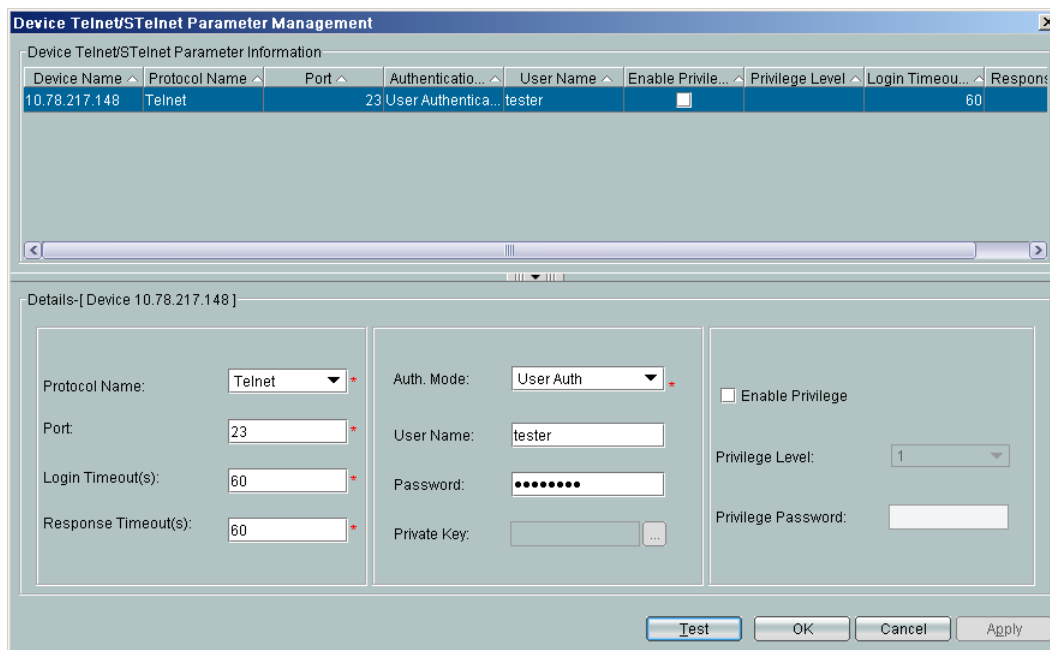 Device Telnet/STelnet Parameter Management
Device Telnet/STelnet Parameter Information
Device Name Protocol Name Port Authenticatio... User Name Enable Privile... Privilege Level Login Timeou... Respons
10.78.217.148 Telnet 23 User Authentica... tester 60
Details-[ Device 10.78.217.148 ]
Protocol Name: Telnet *
Port: 23 *
Login Timeout(s): 60 *
Response Timeout(s): 60 *
Auth. Mode: User Auth *
User Name: tester
Password: ••••••••
Private Key: ...
Enable Privilege
Privilege Level: 1
Privilege Password:
Test OK Cancel Apply